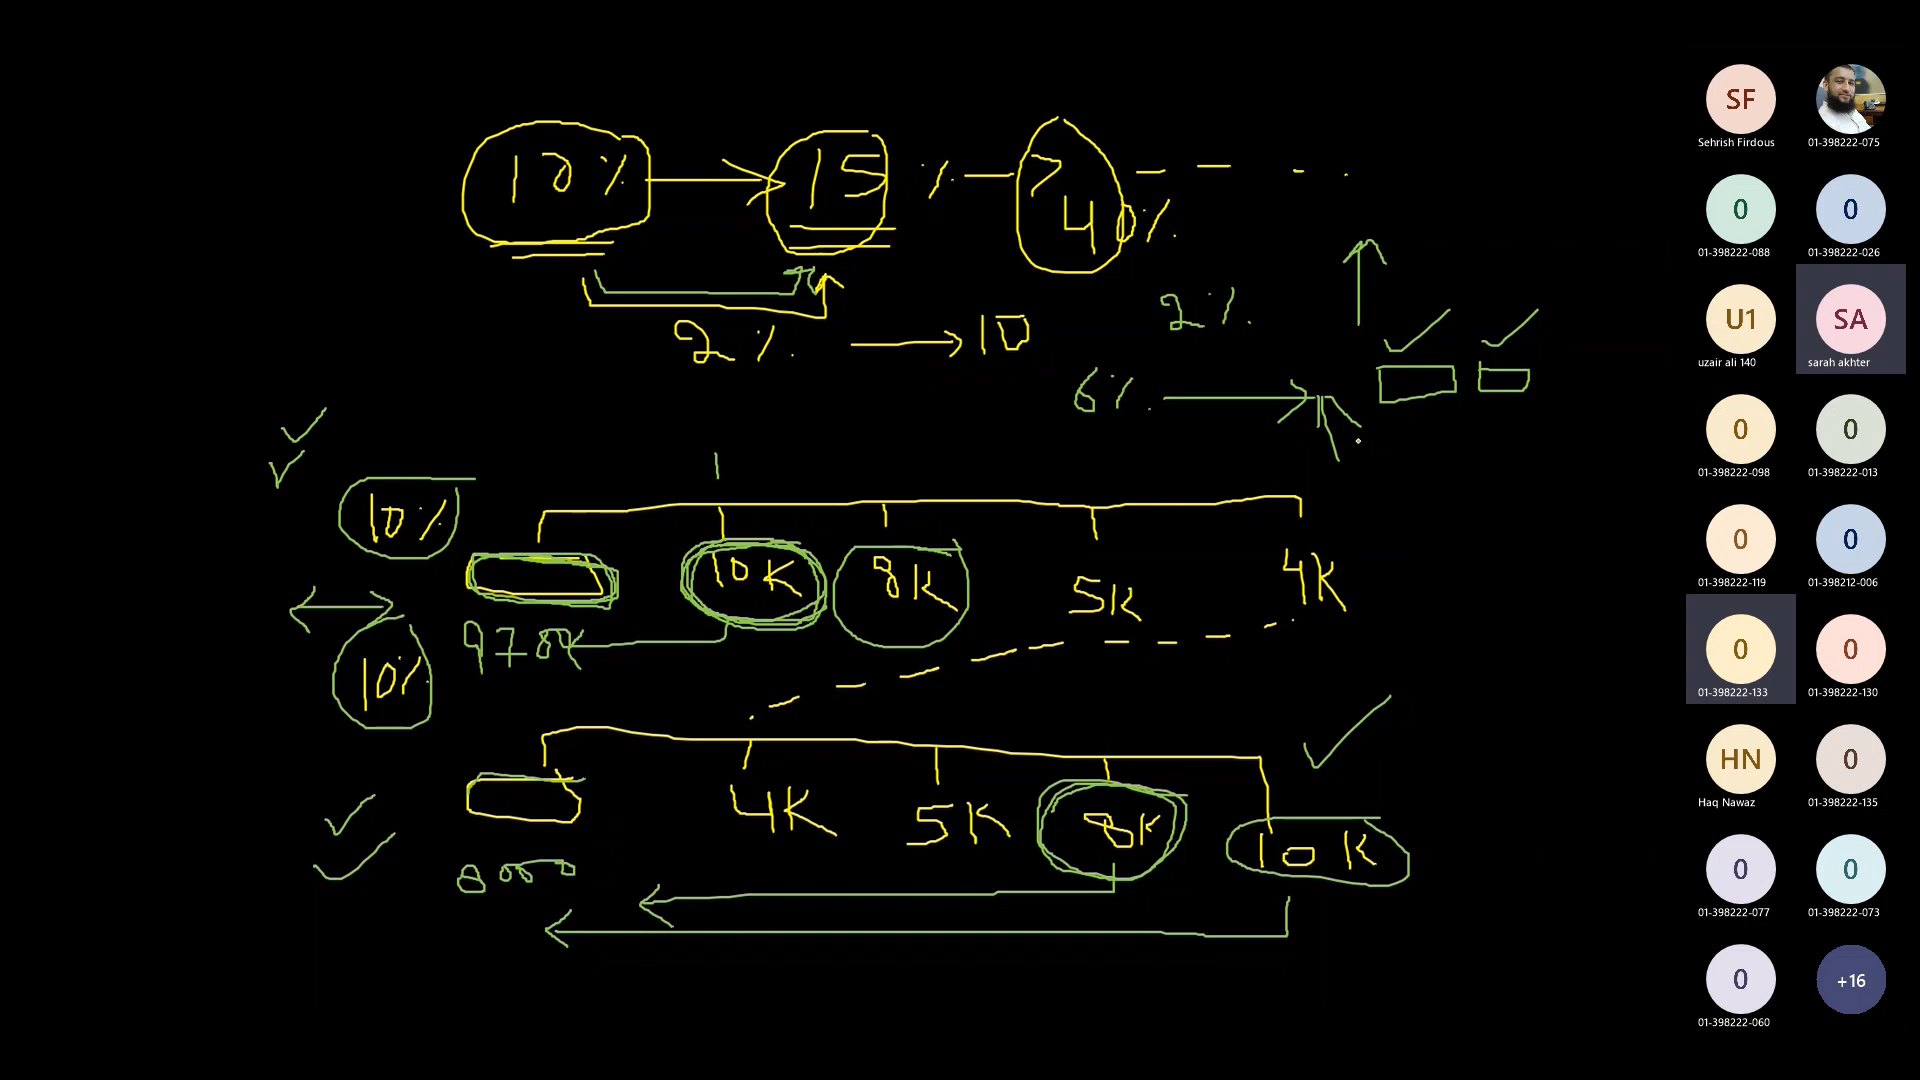 10% → 15% → 40% - - - .
2% → 10
2%.
6%. →
10%
10K 8K 5K 4K
10%
4K 5K 8K 10K
8000
SF
Sehrish Firdous
01-398222-075
0
01-398222-088
0
01-398222-026
U1
uzair ali 140
SA
sarah akhter
0
01-398222-098
0
01-398222-013
0
01-398222-119
0
01-398212-006
0
01-398222-133
0
01-398222-130
HN
Haq Nawaz
0
01-398222-135
0
01-398222-077
0
01-398222-073
0
01-398222-060
+16